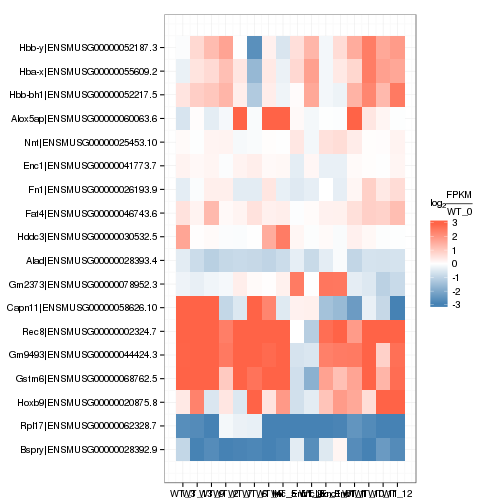 Hbb-y|ENSMUSG00000052187.3
Hba-x|ENSMUSG00000055609.2
Hbb-bh1|ENSMUSG00000052217.5
Alox5ap|ENSMUSG00000060063.6
Nnt|ENSMUSG00000025453.10
Enc1|ENSMUSG00000041773.7
Fn1|ENSMUSG00000026193.9
Fat4|ENSMUSG00000046743.6
Hddc3|ENSMUSG00000030532.5
Alad|ENSMUSG00000028393.4
Gm2373|ENSMUSG00000078952.3
Capn11|ENSMUSG00000058626.10
Rec8|ENSMUSG00000002324.7
Gm9493|ENSMUSG00000044424.3
Gstm6|ENSMUSG00000068762.5
Hoxb9|ENSMUSG00000020875.8
Rpl17|ENSMUSG00000062328.7
Bspry|ENSMUSG00000028392.9
log2 FPKM
WT_0
3
2
1
0
-1
-2
-3